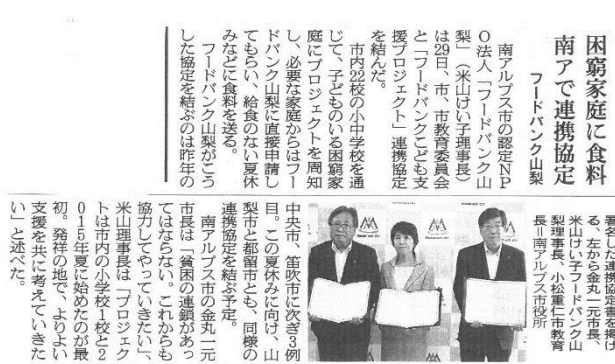 困窮家庭に食料
南アで連携協定
フードバンク山梨
南アルプス市の認定NP
O法人「フードバンク山
梨」(米山けい子理事長)
は29日、市、市教育委員会
と「フードバンクこども支
援プロジェクト」連携協定
を結んだ。
市内22校の小中学校を通
じて、子どものいる困窮家
庭にプロジェクトを周知
し、必要な家庭からはフー
ドバンク山梨に直接申請し
てもらい、給食のない夏休
みなどに食料を送る。
フードバンク山梨がこう
した協定を結ぶのは昨年の
中央市、笛吹市に次ぎ3例
目。この夏休みに向け、山
梨市と都留市とも、同様の
連携協定を結ぶ予定。
南アルプス市の金丸一元
市長は「貧困の連鎖があっ
てはならない。これからも
協力してやっていきたい」、
米山理事長は「プロジェク
トは市内の小学校1校と2
015年夏に始めたのが最
初。発祥の地で、よりよい
支援を共に考えていきた
い」と述べた。
署名した連携協定書を掲げ
る、左から金丸一元市長、
米山けい子フードバンク山
梨理事長、小松重仁市教育
長=南アルプス市役所